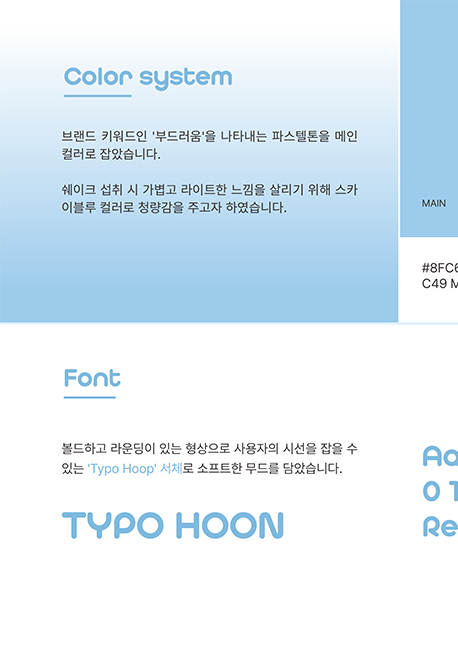 Color system
브랜드 키워드인 '부드러움'을 나타내는 파스텔톤을 메인
컬러로 잡았습니다.
쉐이크 섭취 시 가볍고 라이트한 느낌을 살리기 위해 스카
이블루 컬러로 청량감을 주고자 하였습니다.
MAIN
#8FC6
C49 M
Font
볼드하고 라운딩이 있는 형상으로 사용자의 시선을 잡을 수
있는 'Typo Hoop' 서체로 소프트한 무드를 담았습니다.
TYPO HOON
Aa
0 1
Re